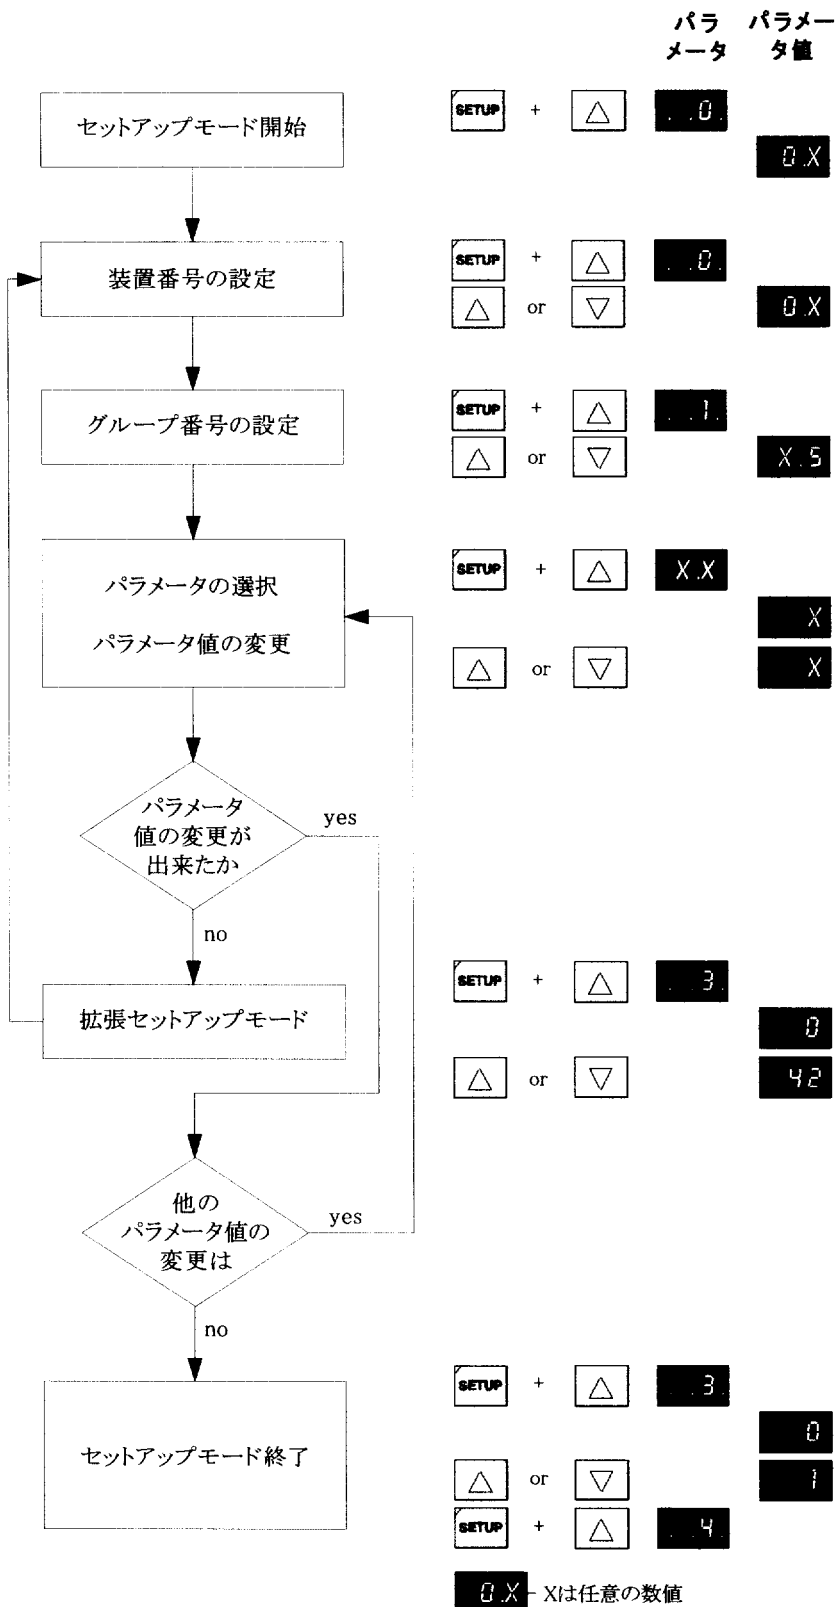 パラ
メータ
パラメー
タ値
セットアップモード開始
SETUP + △ . .0.
0.X
装置番号の設定
SETUP + △ . .0.
△ or ▽ 0.X
グループ番号の設定
SETUP + △ . .1.
△ or ▽ X.5
パラメータの選択
SETUP + △ X.X
X
パラメータ値の変更
△ or ▽ X
パラメータ
値の変更が
出来たか
yes
no
拡張セットアップモード
SETUP + △ . .3.
0
△ or ▽ 42
他の
パラメータ値の
変更は
yes
no
セットアップモード終了
SETUP + △ . .3.
0
△ or ▽ 1
SETUP + △ . .4.
0.X - Xは任意の数値